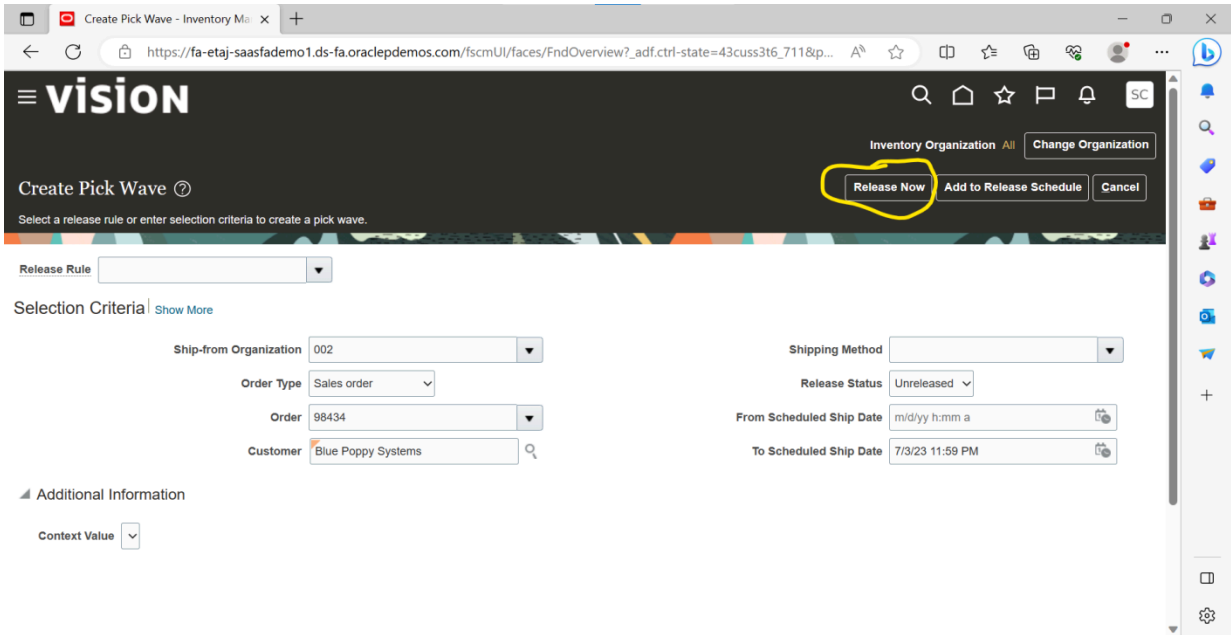 Create Pick Wave - Inventory Ma
https://fa-etaj-saasfademo1.ds-fa.oraclepdemos.com/fscmUI/faces/FndOverview?_adf.ctrl-state=43cuss3t6_711&p...
vision
SC
Inventory Organization All Change Organization
Create Pick Wave Release Now Add to Release Schedule Cancel
Select a release rule or enter selection criteria to create a pick wave.
Release Rule
Selection Criteria Show More
Ship-from Organization 002 Shipping Method
Order Type Sales order Release Status Unreleased
Order 98434 From Scheduled Ship Date m/d/yy h:mm a
Customer Blue Poppy Systems To Scheduled Ship Date 7/3/23 11:59 PM
Additional Information
Context Value